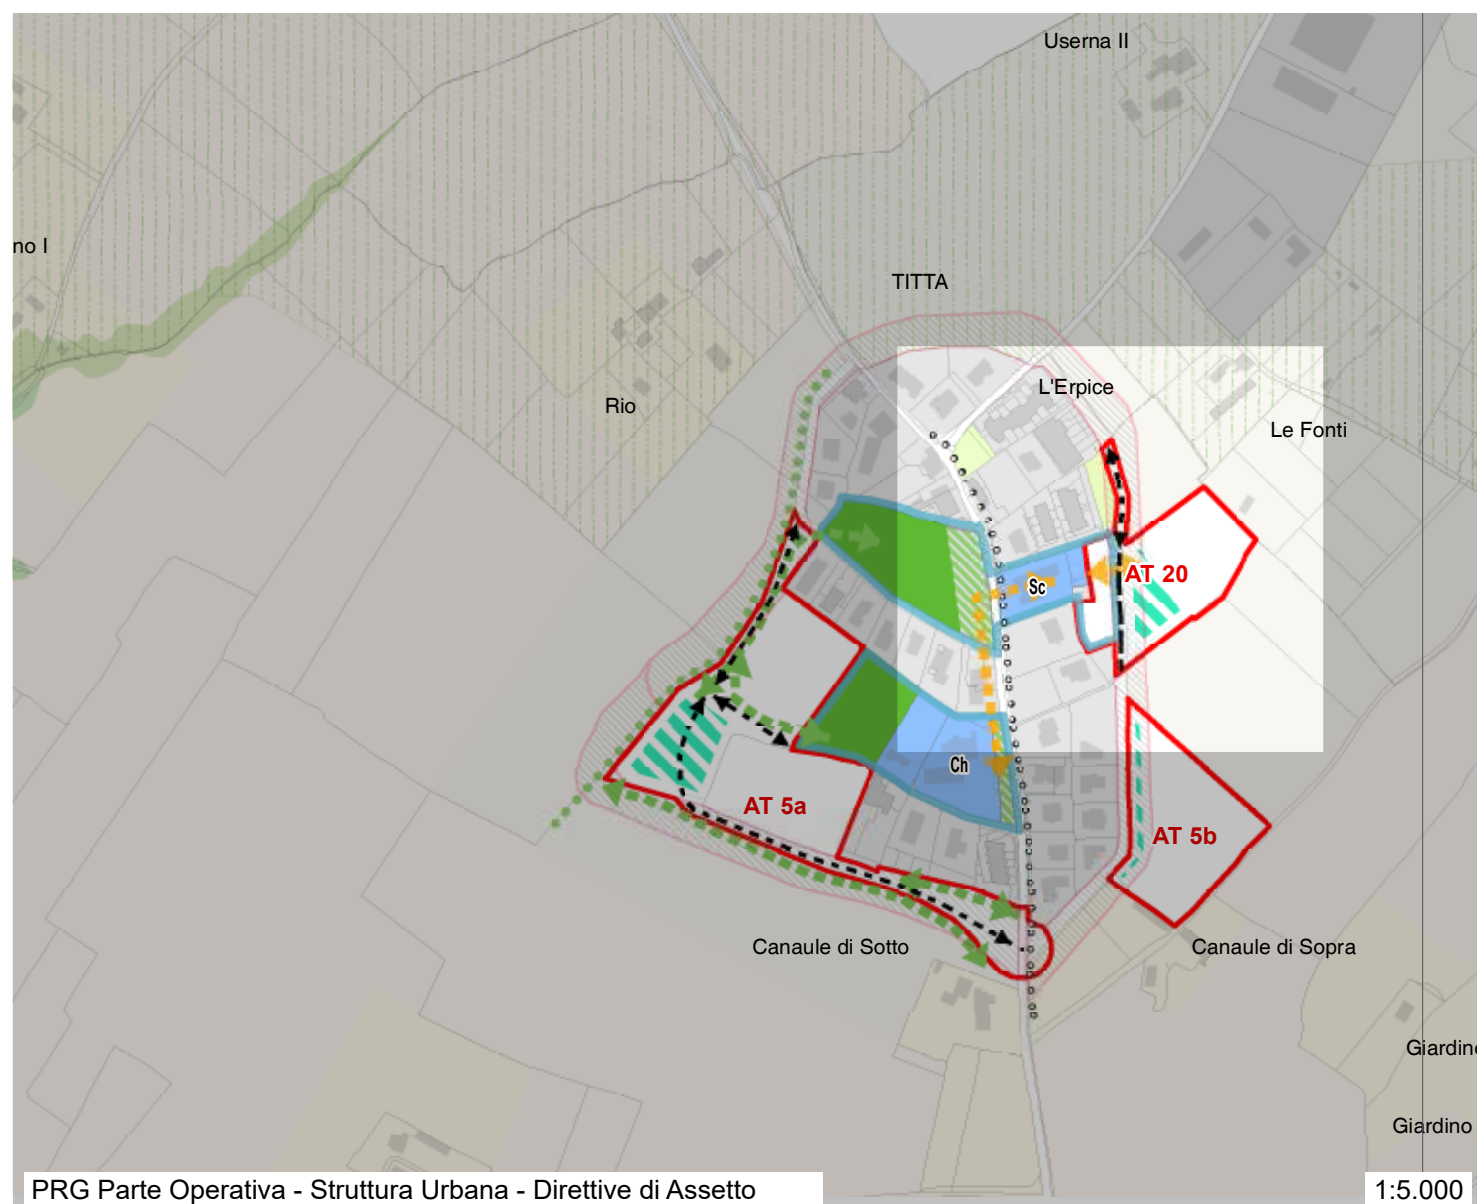 Userna II
no I
TITTA
L'Erpice
Rio
Le Fonti
AT 20
Sc
Ch
AT 5a
AT 5b
Canaule di Sotto
Canaule di Sopra
Giardin
Giardino
PRG Parte Operativa - Struttura Urbana - Direttive di Assetto
1:5.000